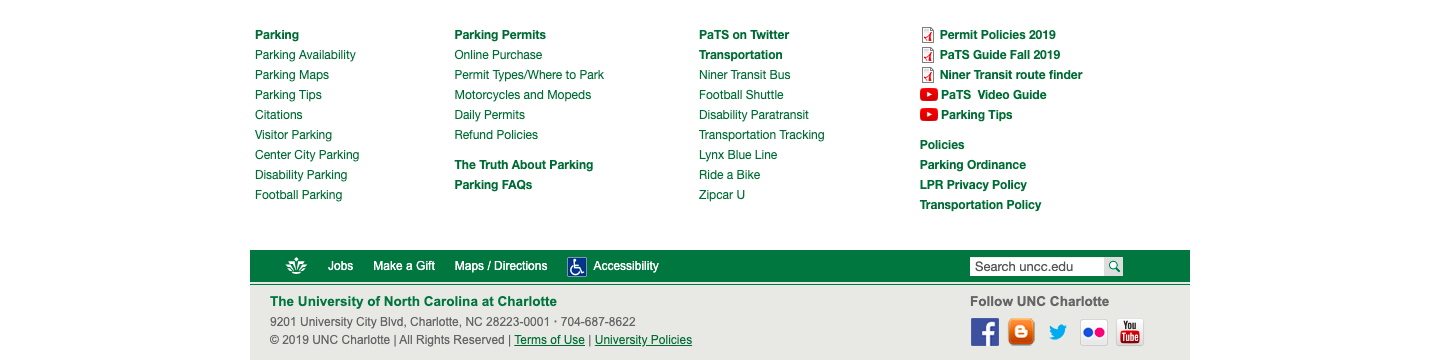 Parking
Parking Availability
Parking Maps
Parking Tips
Citations
Visitor Parking
Center City Parking
Disability Parking
Football Parking
Parking Permits
Online Purchase
Permit Types/Where to Park
Motorcycles and Mopeds
Daily Permits
Refund Policies
The Truth About Parking
Parking FAQs
PaTS on Twitter
Transportation
Niner Transit Bus
Football Shuttle
Disability Paratransit
Transportation Tracking
Lynx Blue Line
Ride a Bike
Zipcar U
Permit Policies 2019
PaTS Guide Fall 2019
Niner Transit route finder
PaTS Video Guide
Parking Tips
Policies
Parking Ordinance
LPR Privacy Policy
Transportation Policy
Jobs Make a Gift Maps / Directions Accessibility
Search uncc.edu
The University of North Carolina at Charlotte
9201 University City Blvd, Charlotte, NC 28223-0001 · 704-687-8622
© 2019 UNC Charlotte | All Rights Reserved | Terms of Use | University Policies
Follow UNC Charlotte
You
Tube